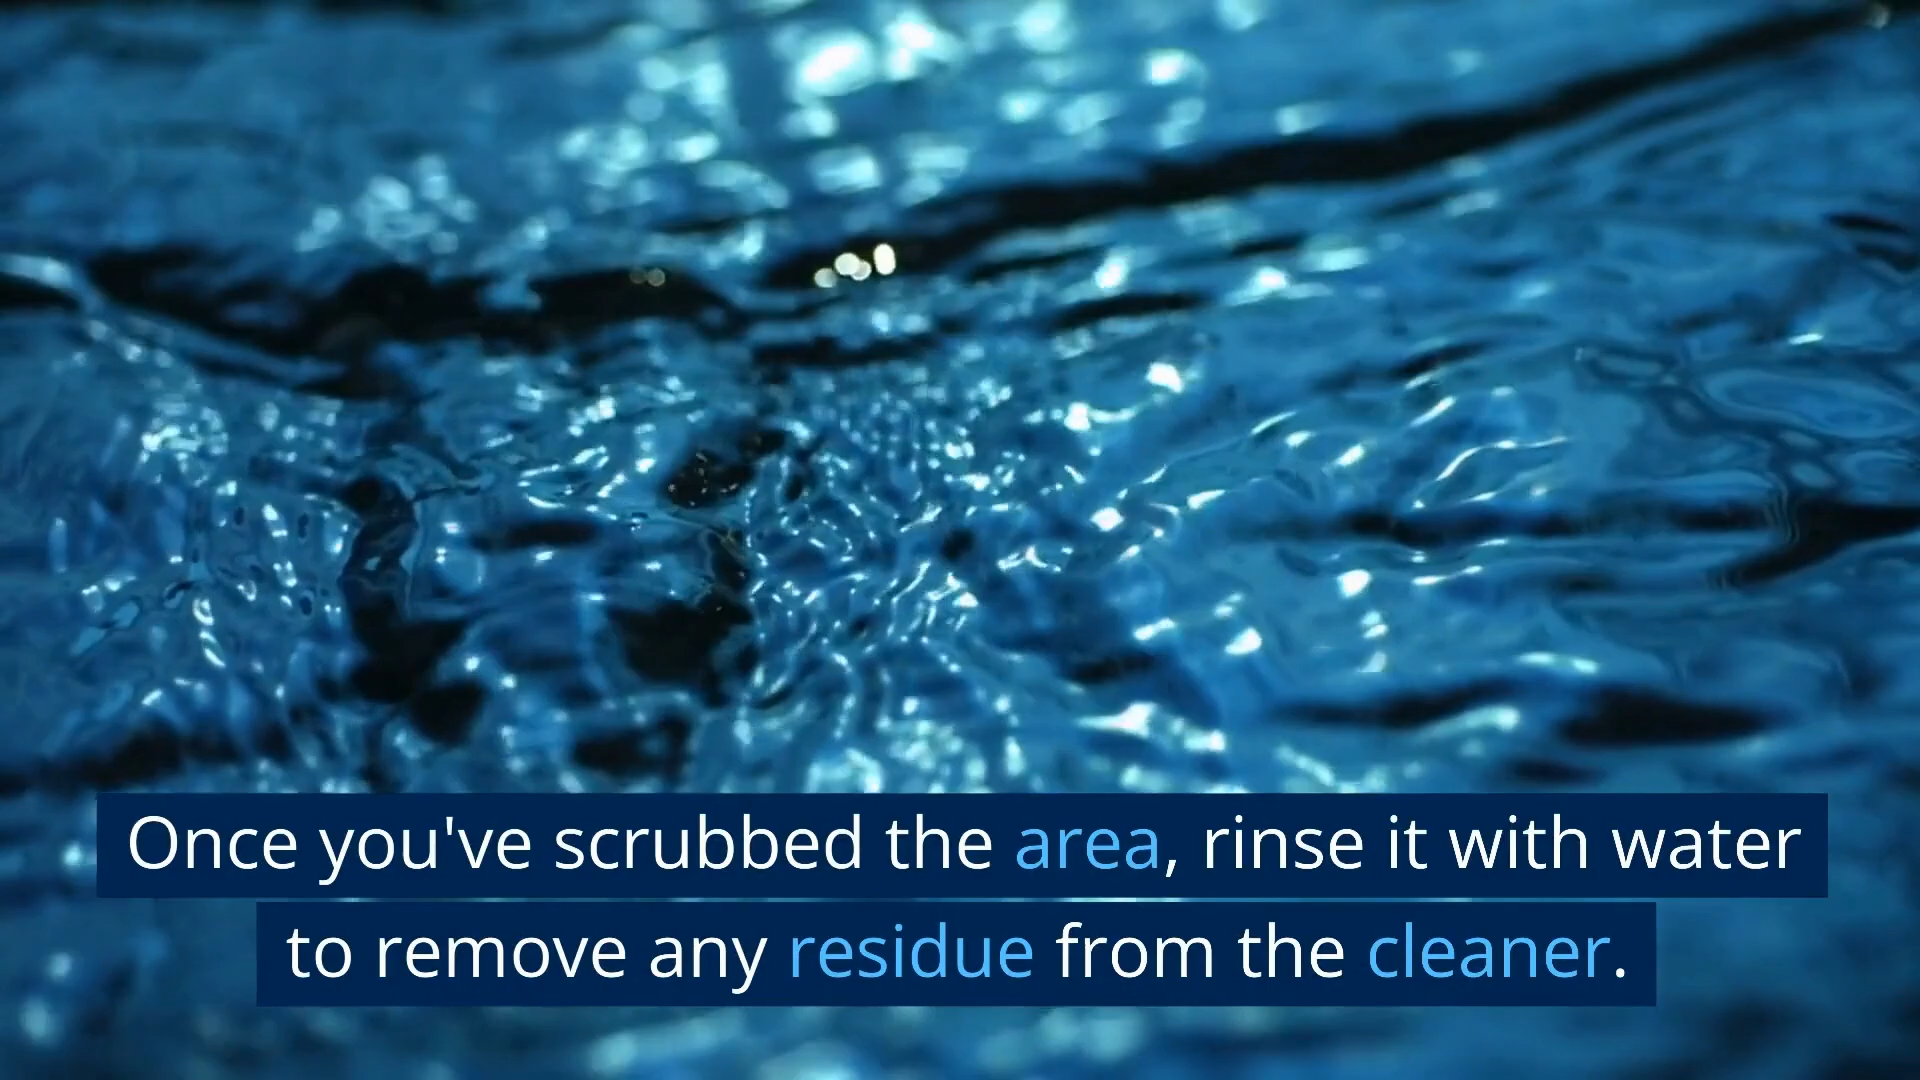 Once you've scrubbed the area, rinse it with water
to remove any residue from the cleaner.